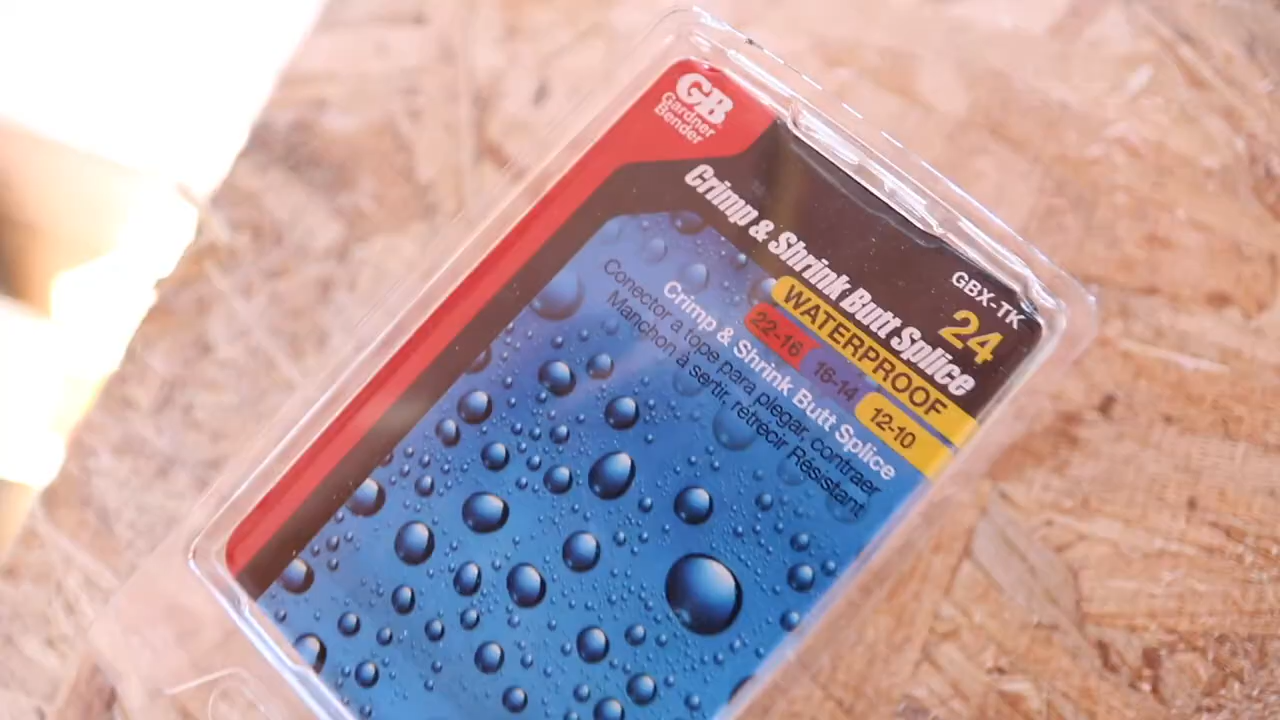 GB
Gardner
Bender
Crimp & Shrink Butt Splice
GBX-TK
24
WATERPROOF
22-16
16-14
12-10
Crimp & Shrink Butt Splice
Conector a tope para plegar, contraer
Manchon à sertir, rétrécir Résistant